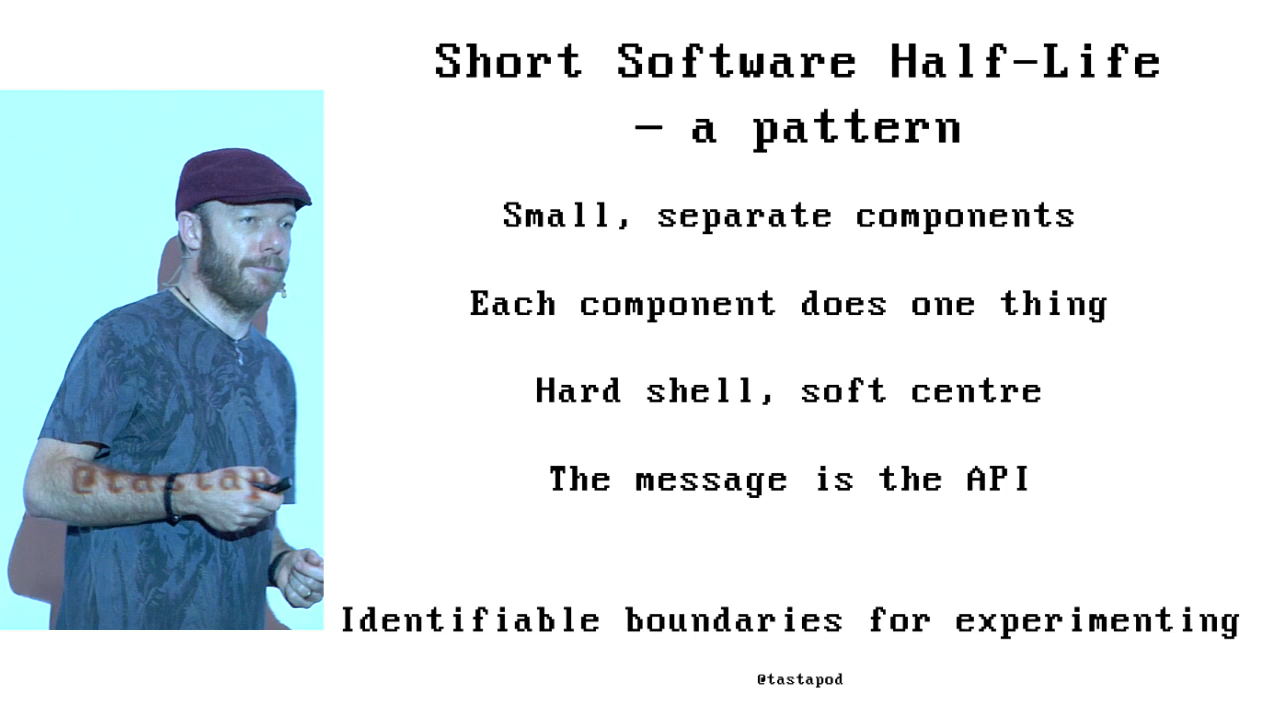 Short Software Half-Life
- a pattern
Small, separate components
Each component does one thing
Hard shell, soft centre
The message is the API
Identifiable boundaries for experimenting
@tastapod
@tastap